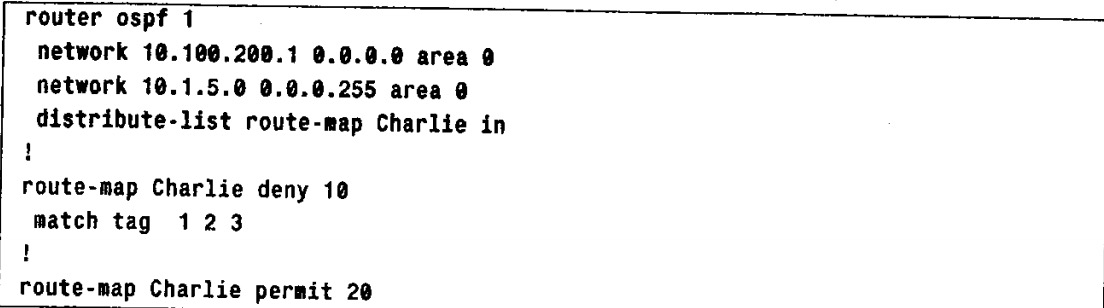 router ospf 1
network 10.100.200.1 0.0.0.0 area 0
network 10.1.5.0 0.0.0.255 area 0
distribute-list route-map Charlie in
!
route-map Charlie deny 10
match tag 1 2 3
!
route-map Charlie permit 20